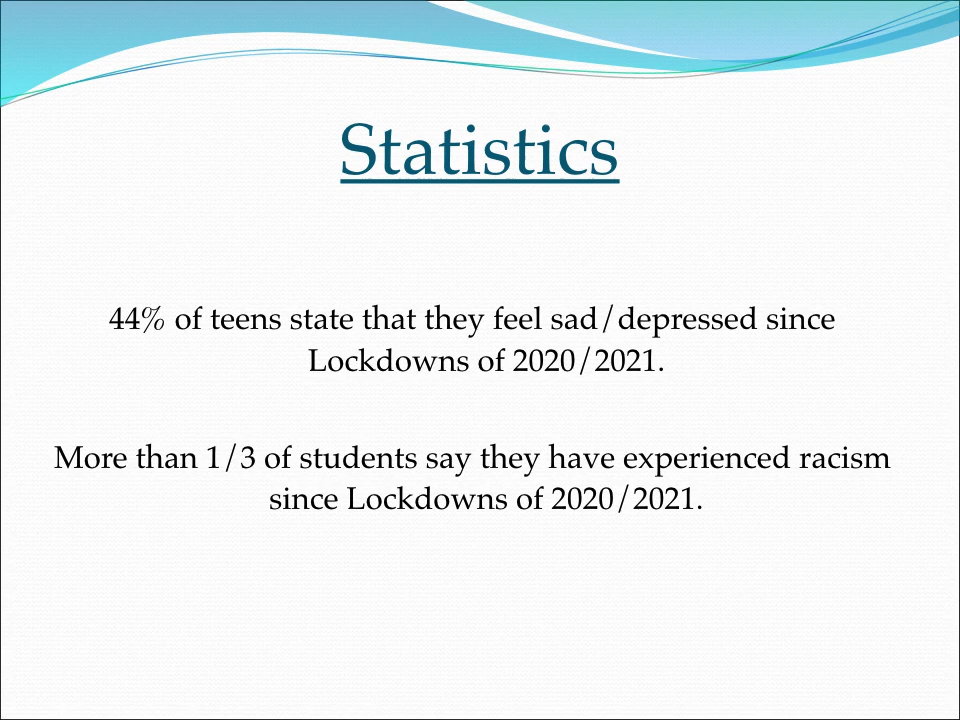 Statistics
44% of teens state that they feel sad/depressed since
Lockdowns of 2020/2021.
More than 1/3 of students say they have experienced racism
since Lockdowns of 2020/2021.